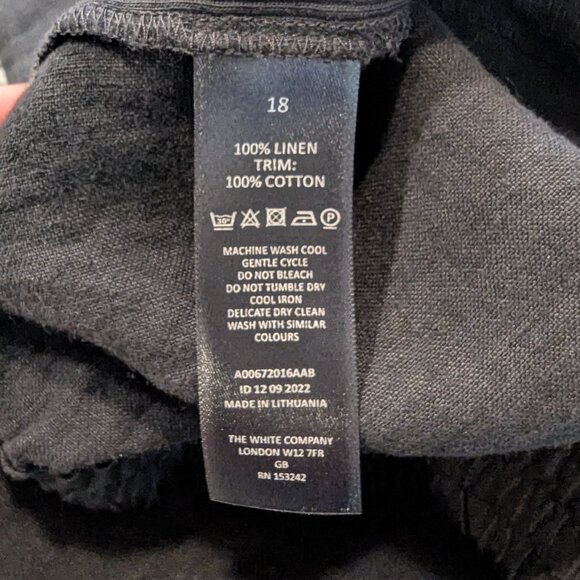 18
100% LINEN
TRIM:
100% COTTON
30°
P
MACHINE WASH COOL
GENTLE CYCLE
DO NOT BLEACH
DO NOT TUMBLE DRY
COOL IRON
DELICATE DRY CLEAN
WASH WITH SIMILAR
COLOURS
A00672016AAB
ID 12 09 2022
MADE IN LITHUANIA
THE WHITE COMPANY
LONDON W12 7FR
GB
RN 153242